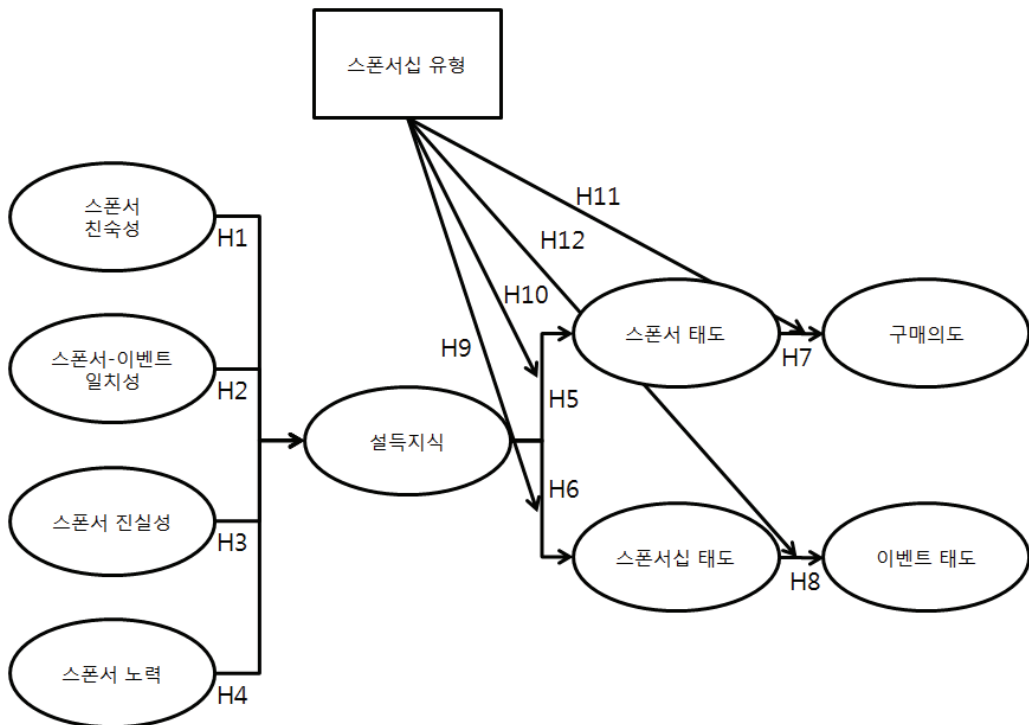 스폰서십 유형
스폰서
친숙성
H1
H11
H12
H10
스폰서-이벤트
일치성
H2
H9
스폰서 태도
H7
구매의도
H5
설득지식
H6
스폰서 진실성
H3
스폰서십 태도
H8
이벤트 태도
스폰서 노력
H4